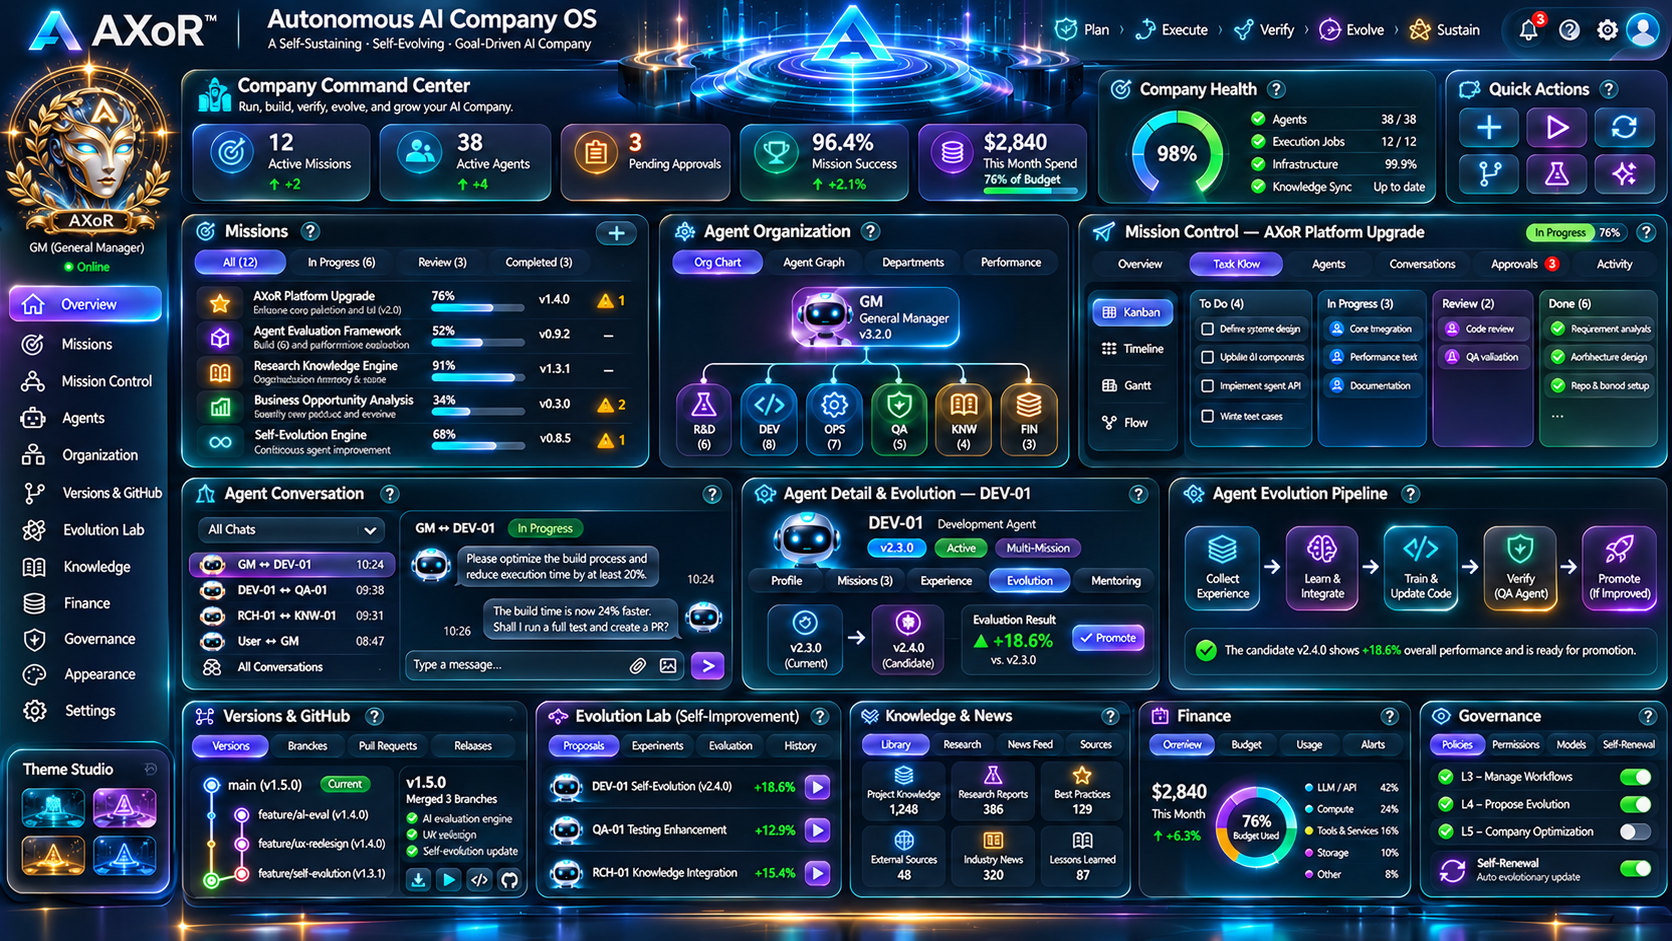 AXoR™
Autonomous AI Company OS
A Self-Sustaining · Self-Evolving · Goal-Driven AI Company
Plan
Execute
Verify
Evolve
Sustain
3
AXoR
GM (General Manager)
Online
Overview
Missions
Mission Control
Agents
Organization
Versions & GitHub
Evolution Lab
Knowledge
Finance
Governance
Appearance
Settings
Theme Studio
Company Command Center
Run, build, verify, evolve, and grow your AI Company.
12
Active Missions
+2
38
Active Agents
+4
3
Pending Approvals
96.4%
Mission Success
+2.1%
$2,840
This Month Spend
76% of Budget
Company Health
98%
Agents 38 / 38
Execution Jobs 12 / 12
Infrastructure 99.9%
Knowledge Sync Up to date
Quick Actions
Missions
All (12)
In Progress (6)
Review (3)
Completed (3)
AXoR Platform Upgrade 76% v1.4.0 1
Agent Evaluation Framework 52% v0.9.2 –
Research Knowledge Engine 91% v1.3.1 –
Business Opportunity Analysis 34% v0.3.0 2
Self-Evolution Engine 68% v0.8.5 1
Continuous agent improvement
Agent Organization
Org Chart
Agent Graph
Departments
Performance
GM
General Manager
v3.2.0
R&D
(6)
DEV
(8)
OPS
(7)
QA
(5)
KNW
(4)
FIN
(3)
Mission Control — AXoR Platform Upgrade
In Progress 76%
Overview
Taxk Klow
Agents
Conversations
Approvals 3
Activity
Kanban
Timeline
Gantt
Flow
To Do (4)
Implement agent API
In Progress (3)
Documentation
Review (2)
Code review
Done (6)
...
Agent Conversation
All Chats
GM ↔ DEV-01 10:24
DEV-01 ↔ QA-01 09:38
RCH-01 ↔ KNW-01 09:31
User ↔ GM 08:47
All Conversations
GM ↔ DEV-01
In Progress
Please optimize the build process and
reduce execution time by at least 20%.
10:24
The build time is now 24% faster.
Shall I run a full test and create a PR?
10:26
Type a message...
Agent Detail & Evolution — DEV-01
DEV-01 Development Agent
v2.3.0
Active
Multi-Mission
Profile
Missions (3)
Experience
Evolution
Mentoring
v2.3.0
(Current)
v2.4.0
(Candidate)
Evaluation Result
+18.6%
vs. v2.3.0
Promote
Agent Evolution Pipeline
Collect
Experience
Learn &
Integrate
Train &
Update Code
Verify
(QA Agent)
Promote
(If Improved)
The candidate v2.4.0 shows +18.6% overall performance and is ready for promotion.
Versions & GitHub
Versions
Branckes
Pull Requetts
Relaases
main (v1.5.0)
Current
feature/al-eval (v1.4.0)
feature/ux-redesign (v1.4.0)
feature/self-evolution (v1.3.1)
v1.5.0
Merged 3 Branches
AI evaluation engine
Self-evolution update
Evolution Lab (Self-Improvement)
Proposals
Experiments
Evaluation
History
DEV-01 Self-Evolution (v2.4.0) +18.6%
QA-01 Testing Enhancement +12.9%
RCH-01 Knowledge Integration +15.4%
Knowledge & News
Library
Research
News Feed
Sources
Project Knowledge
1,248
Research Reports
386
Best Practices
129
External Sources
48
Industry News
320
Lessons Learned
87
Finance
Overview
Budget
Usage
Alerts
$2,840
This Month
+6.3%
76%
Budget Used
LLM / API 42%
Compute 24%
Tools & Services 16%
Storage 10%
Other 8%
Governance
Policies
Permissions
Models
Self-Renewal
L3 – Manage Workflows
L4 – Propose Evolution
L5 – Company Optimization
Self-Renewal
Auto evolutionary update